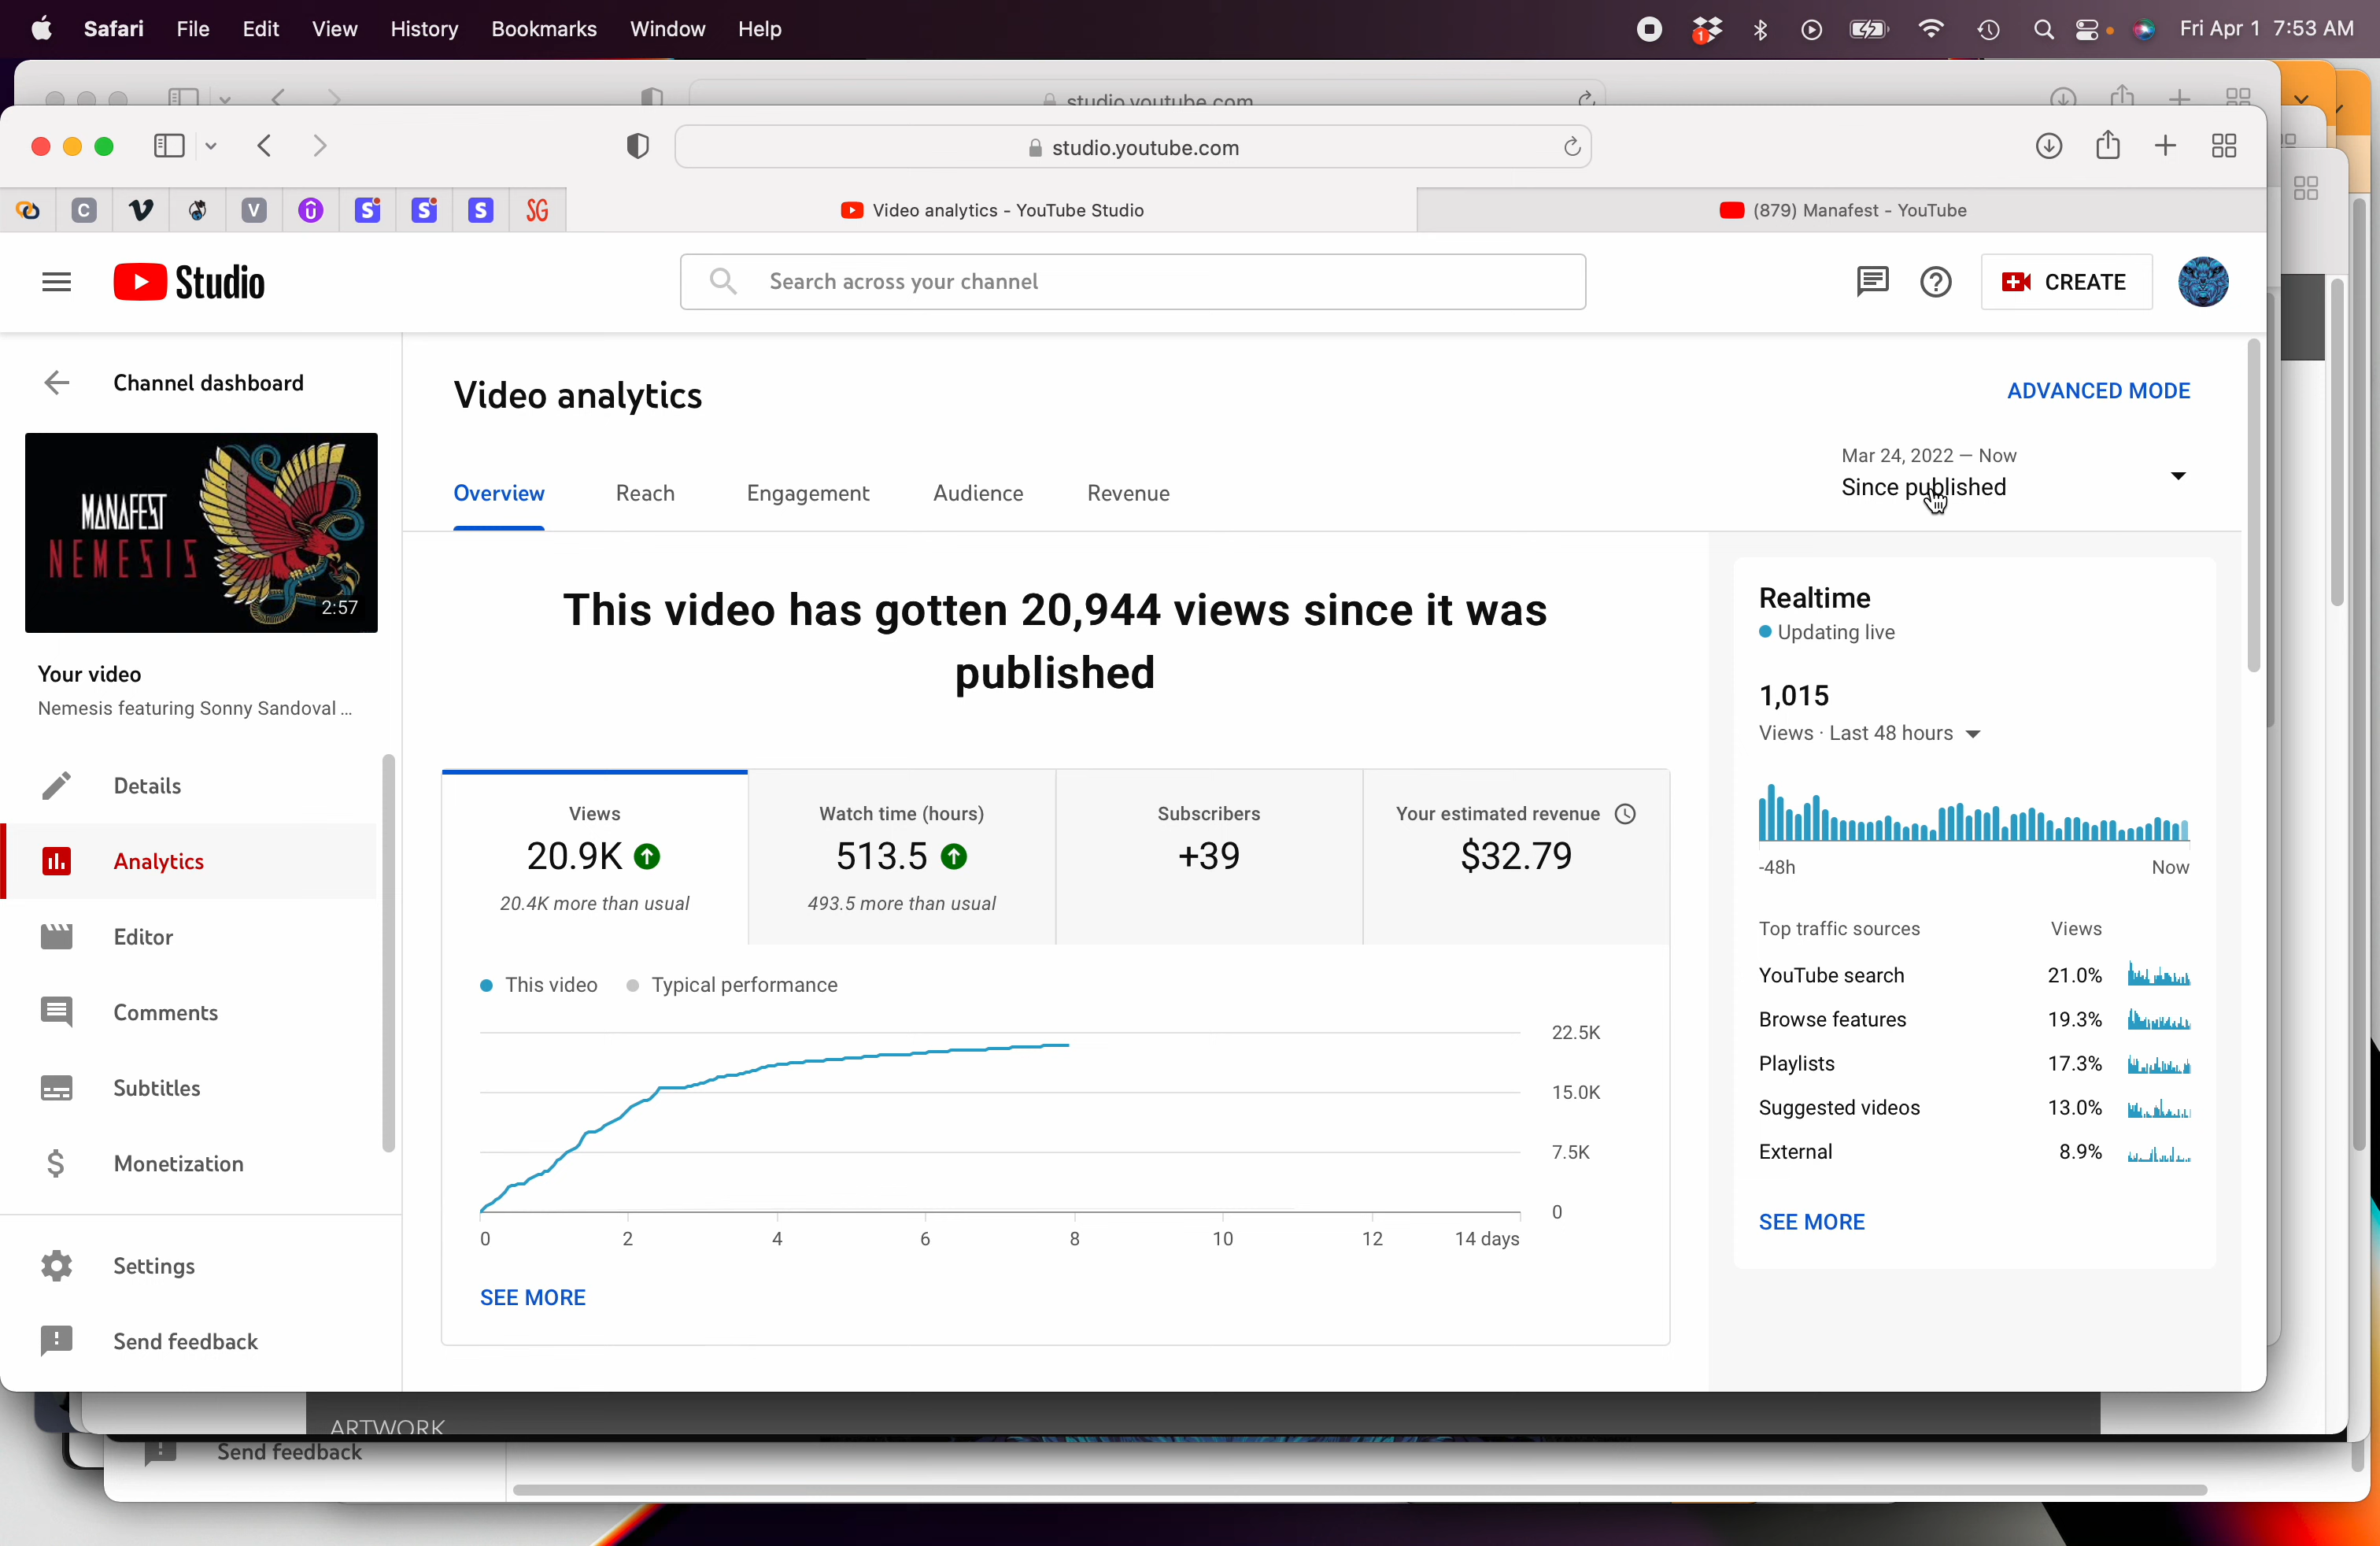 Safari File Edit View History Bookmarks Window Help
1
Fri Apr 1 7:53 AM
studio.youtube.com
studio.youtube.com
C
V
S
S
S
SG
Video analytics - YouTube Studio
(879) Manafest - YouTube
Studio
Search across your channel
CREATE
Channel dashboard
MANAFEST
NEMESIS
2:57
Your video
Nemesis featuring Sonny Sandoval ...
Details
Analytics
Editor
Comments
Subtitles
Monetization
Settings
Send feedback
Video analytics
ADVANCED MODE
Mar 24, 2022 – Now
Since published
Overview Reach Engagement Audience Revenue
This video has gotten 20,944 views since it was
published
Views
20.9K
20.4K more than usual
Watch time (hours)
513.5
493.5 more than usual
Subscribers
+39
Your estimated revenue
$32.79
This video Typical performance
22.5K
15.0K
7.5K
0
0 2 4 6 8 10 12 14 days
SEE MORE
Realtime
Updating live
1,015
Views · Last 48 hours
-48h Now
Top traffic sources Views
YouTube search 21.0%
Browse features 19.3%
Playlists 17.3%
Suggested videos 13.0%
External 8.9%
SEE MORE
ARTWORK
Send feedback